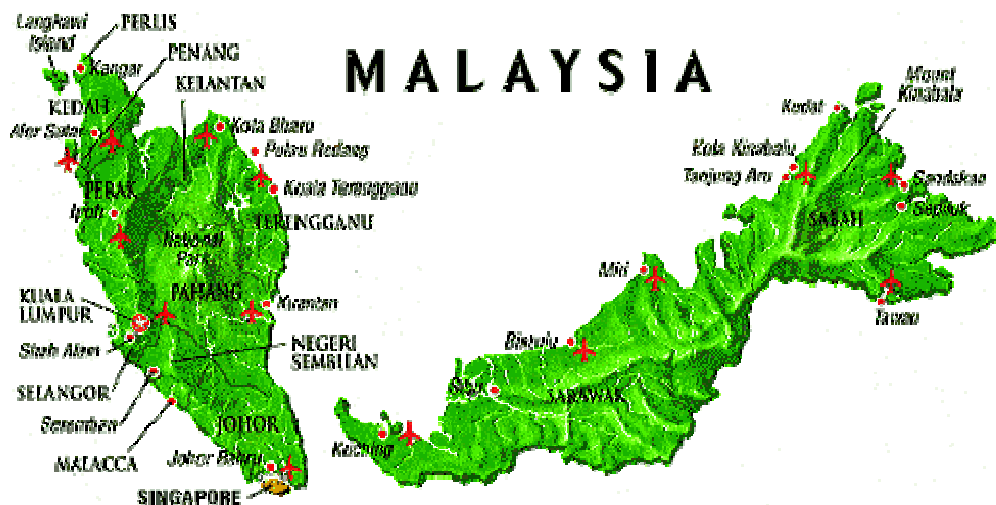 MALAYSIA
Langkawi
Island
PERLIS
PENANG
KELANTAN
Kangar
KEDAH
Alor Setar
Kota Bharu
Pulau Redang
Kuala Terengganu
PERAK
Ipoh
TERENGGANU
National
Park
PAHANG
Kuantan
KUALA
LUMPUR
Shah Alam
NEGERI
SEMBILAN
SELANGOR
Seremban
JOHOR
MALACCA
Johor Bahru
SINGAPORE
Mount
Kinabalu
Kudat
Kota Kinabalu
Tanjung Aru
Sandakan
Sepilok
SABAH
Tawau
Miri
Bintulu
Sibu
SARAWAK
Kuching